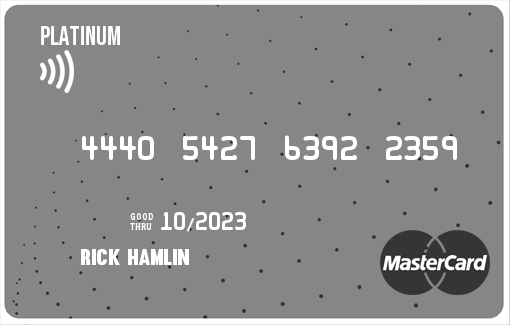 PLATINUM
4440 5427 6392 2359
GOOD THRU 10/2023
RICK HAMLIN
MasterCard